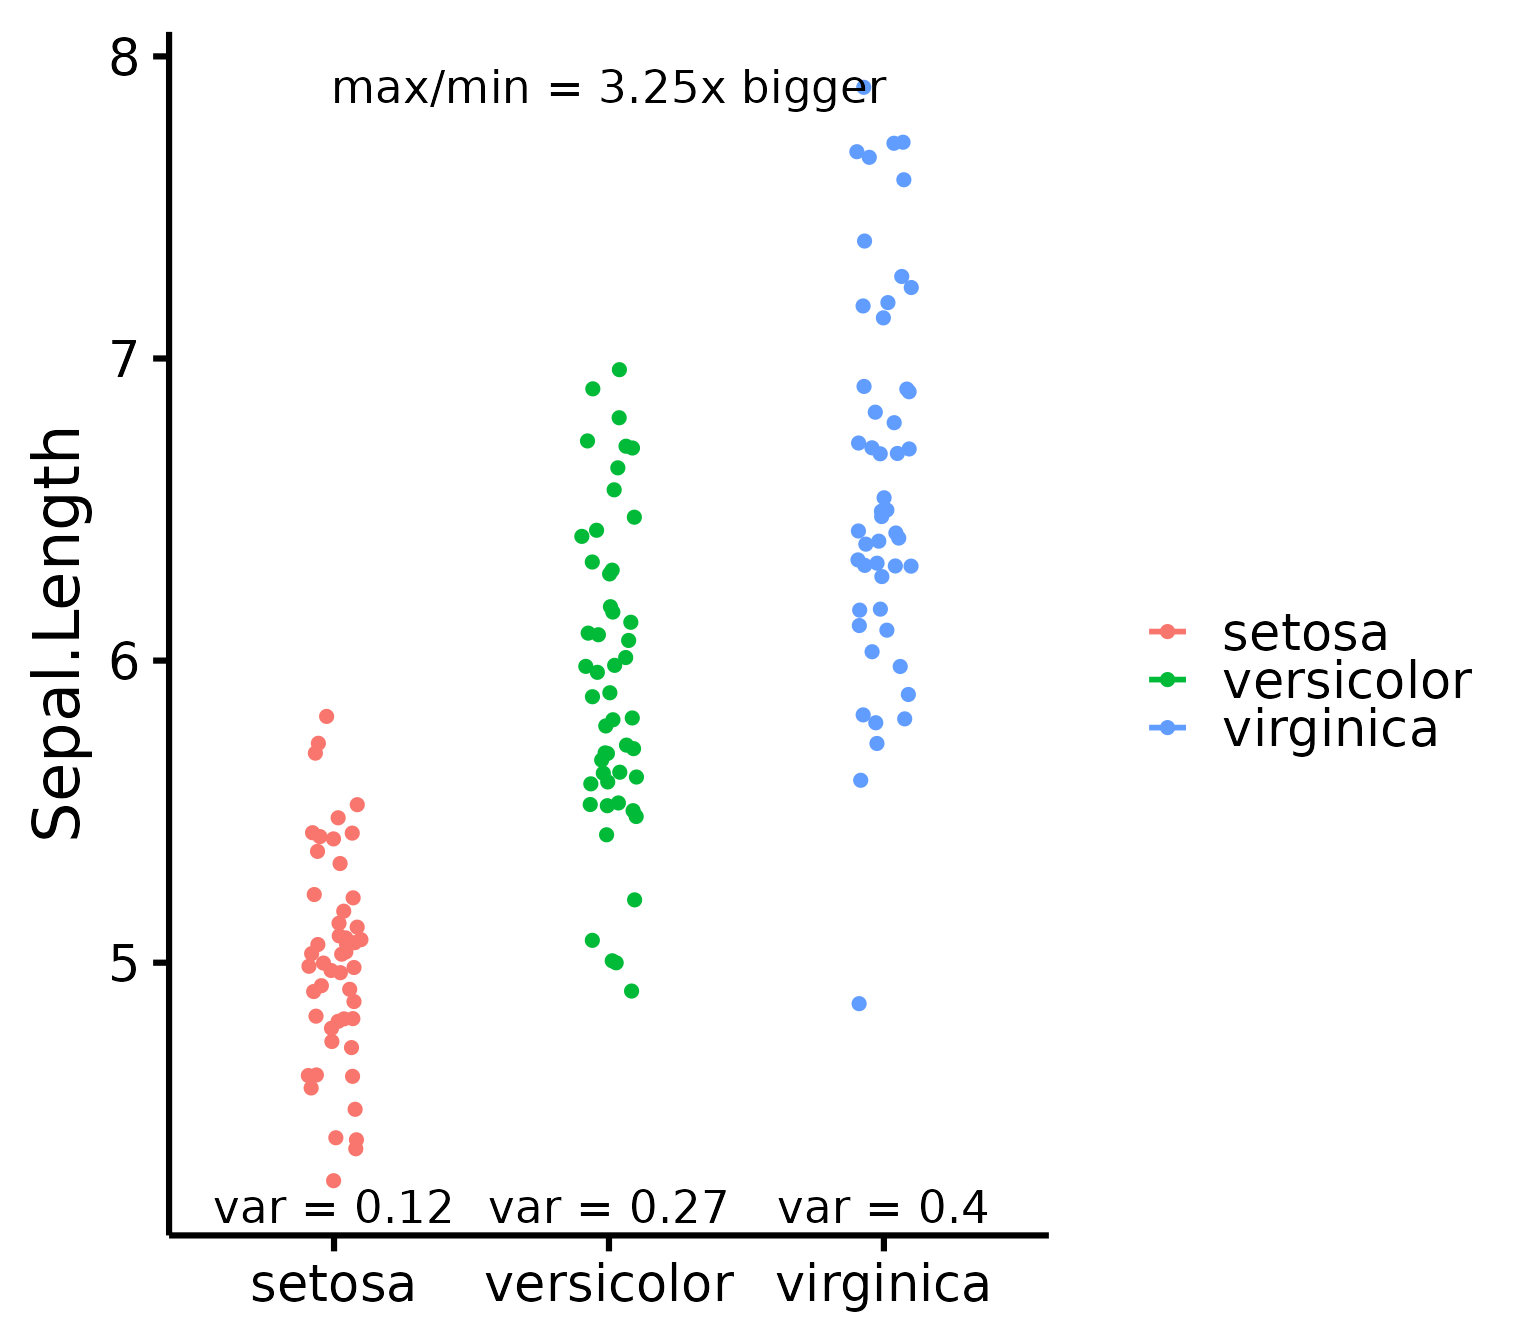 max/min = 3.25x bigger
8
7
6
5
Sepal.Length
var = 0.12 var = 0.27 var = 0.4
setosa versicolor virginica
setosa
versicolor
virginica